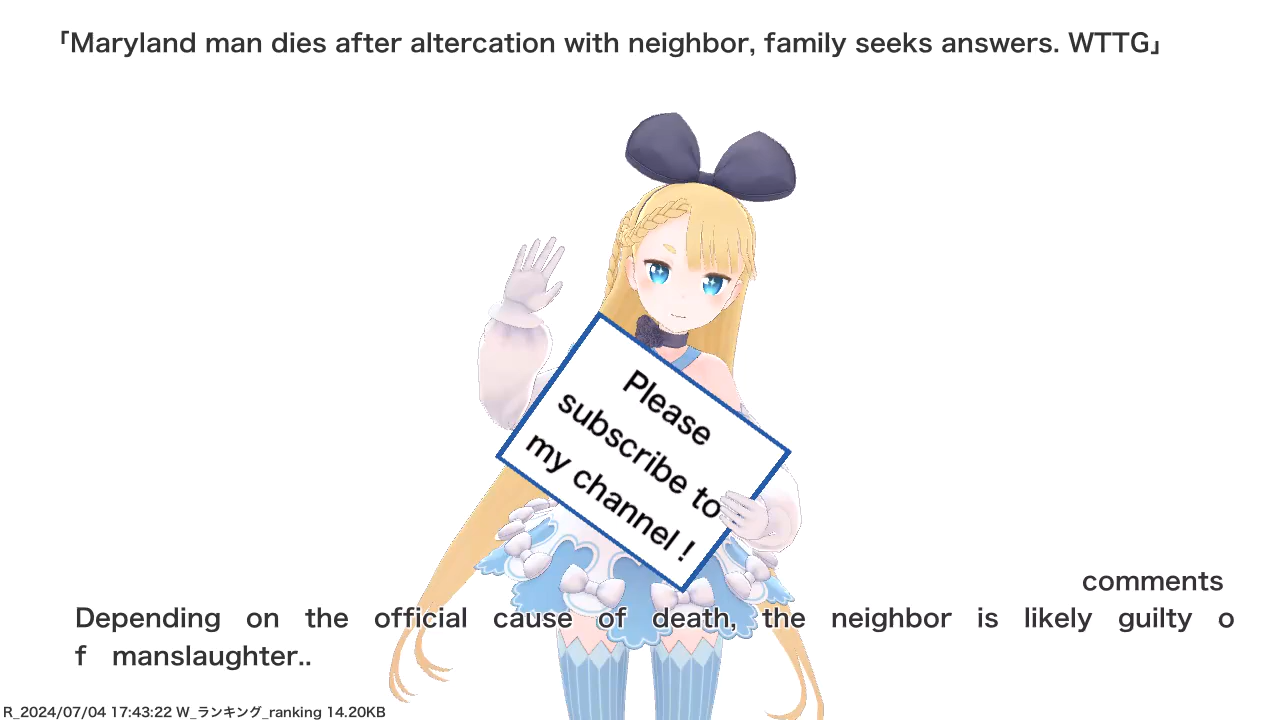 「Maryland man dies after altercation with neighbor, family seeks answers. WTTG」
Please
subscribe to
my channel !
comments
Depending on the official cause of death, the neighbor is likely guilty o
f manslaughter..
R_2024/07/04 17:43:22 W_ランキング_ranking 14.20KB